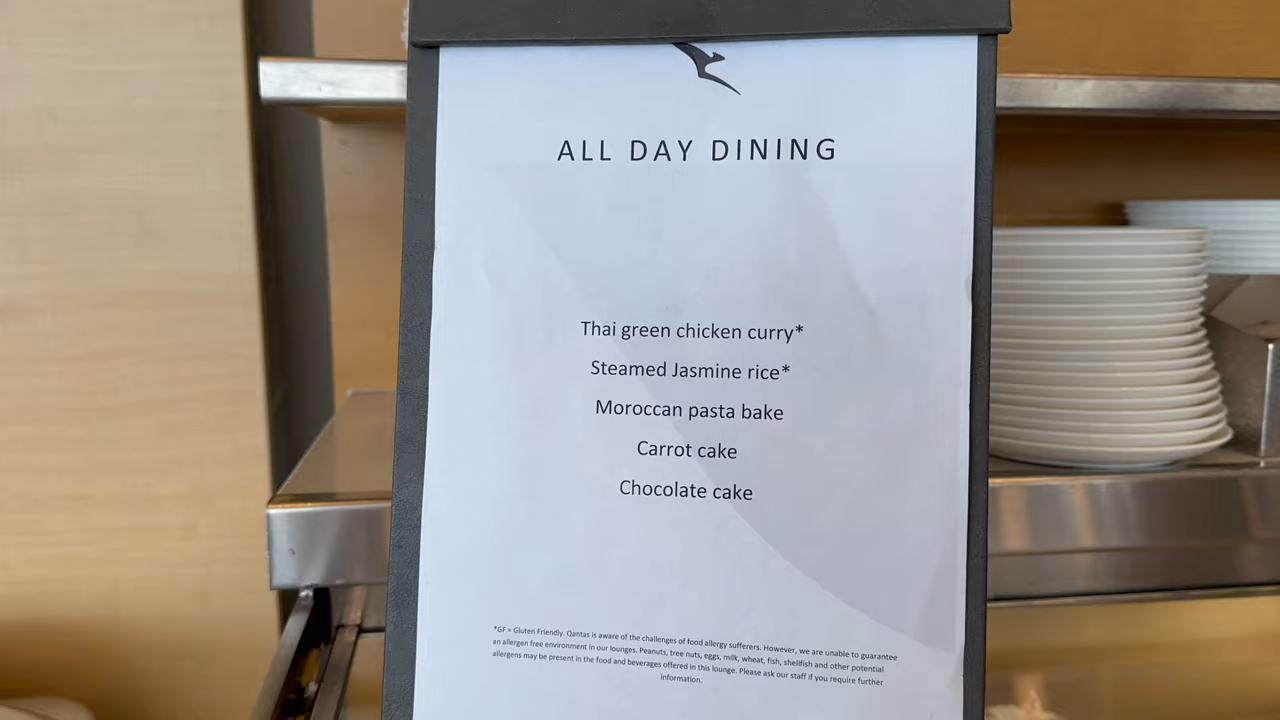 ALL DAY DINING
Thai green chicken curry*
Steamed Jasmine rice*
Moroccan pasta bake
Carrot cake
Chocolate cake
*GF = Gluten Friendly. Qantas is aware of the challenges of food allergy sufferers. However, we are unable to guarantee
an allergen free environment in our lounges. Peanuts, tree nuts, eggs, milk, wheat, fish, shellfish and other potential
allergens may be present in the food and beverages offered in this lounge. Please ask our staff if you require further
information.